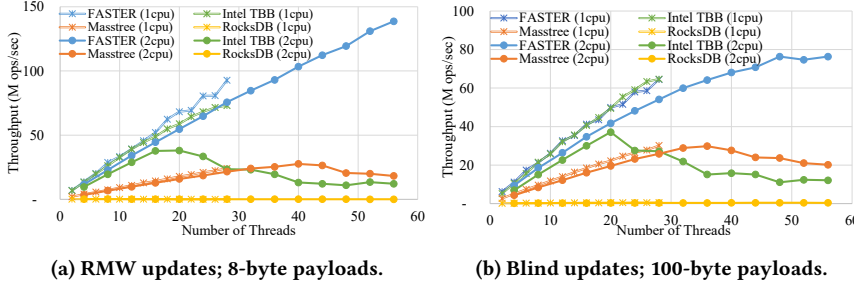 150
100
50
-
Throughput (M ops/sec)
FASTER (1cpu)
Intel TBB (1cpu)
Masstree (1cpu)
RocksDB (1cpu)
FASTER (2cpu)
Intel TBB (2cpu)
Masstree (2cpu)
RocksDB (2cpu)
0 10 20 30 40 50 60
Number of Threads
(a) RMW updates; 8-byte payloads.
100
80
60
40
20
-
Throughput (M ops/sec)
FASTER (1cpu)
Intel TBB (1cpu)
Masstree (1cpu)
RocksDB (1cpu)
FASTER (2cpu)
Intel TBB (2cpu)
Masstree (2cpu)
RocksDB (2cpu)
0 10 20 30 40 50 60
Number of Threads
(b) Blind updates; 100-byte payloads.